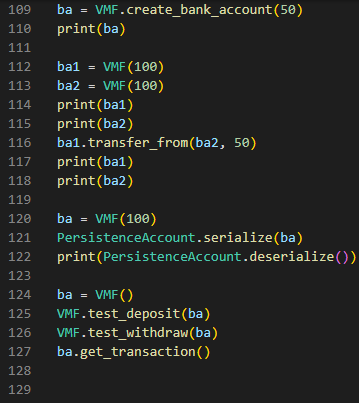 109 ba = VMF.create_bank_account(50)
110 print(ba)
111
112 ba1 = VMF(100)
113 ba2 = VMF(100)
114 print(ba1)
115 print(ba2)
116 ba1.transfer_from(ba2, 50)
117 print(ba1)
118 print(ba2)
119
120 ba = VMF(100)
121 PersistenceAccount.serialize(ba)
122 print(PersistenceAccount.deserialize())
123
124 ba = VMF()
125 VMF.test_deposit(ba)
126 VMF.test_withdraw(ba)
127 ba.get_transaction()
128
129